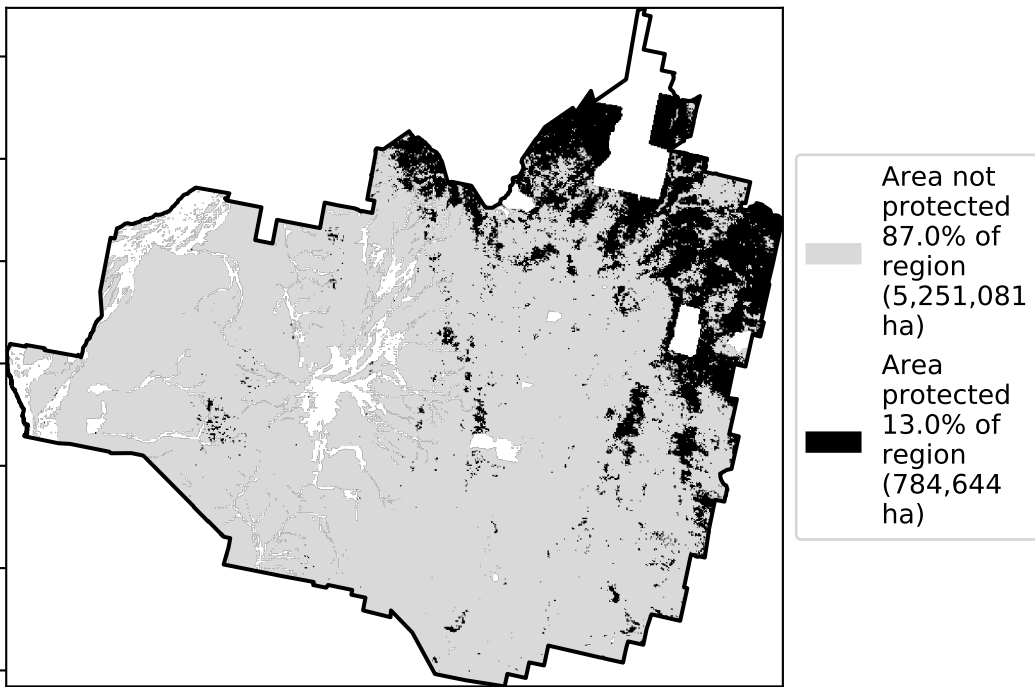 Area not
protected
87.0% of
region
(5,251,081
ha)
Area
protected
13.0% of
region
(784,644
ha)